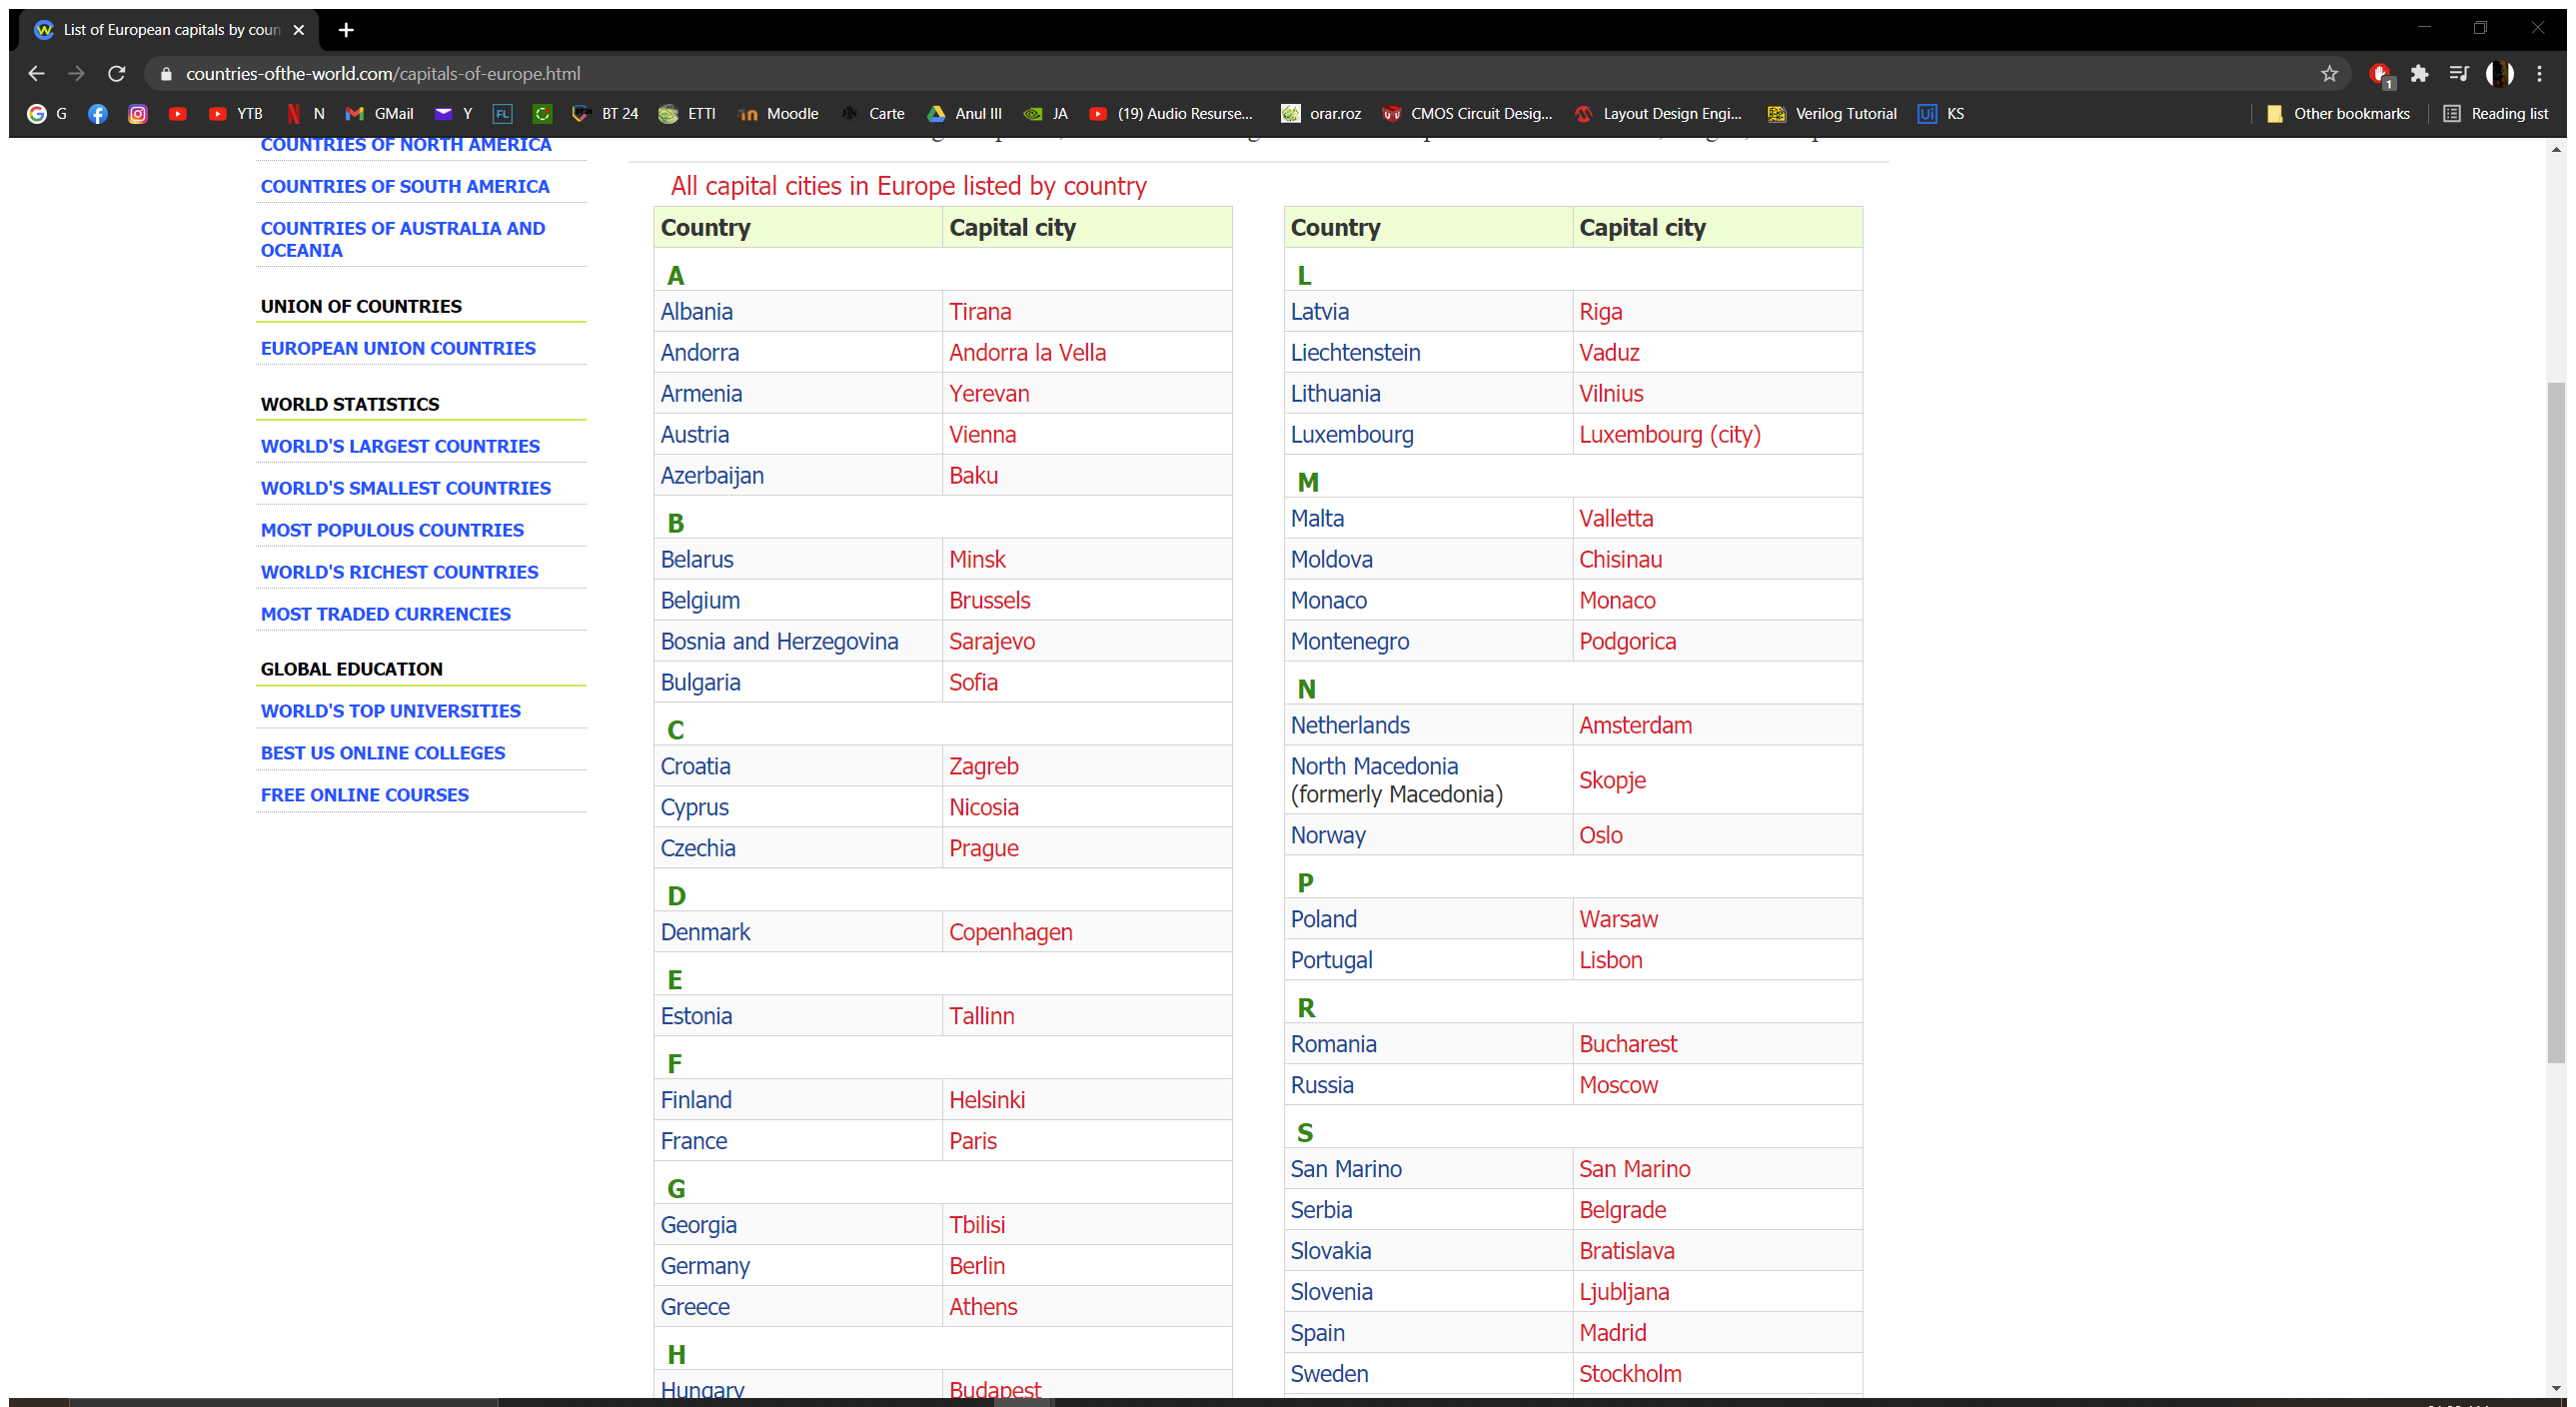 List of European capitals by coun
countries-ofthe-world.com/capitals-of-europe.html
1
G
YTB
N
GMail
Y
FL
BT 24
ETTI
Moodle
Carte
Anul III
JA
(19) Audio Resurse...
orar.roz
CMOS Circuit Desig...
Layout Design Engi...
Verilog Tutorial
Ui KS
Other bookmarks
Reading list
COUNTRIES OF NORTH AMERICA
COUNTRIES OF SOUTH AMERICA
COUNTRIES OF AUSTRALIA AND
OCEANIA
UNION OF COUNTRIES
EUROPEAN UNION COUNTRIES
WORLD STATISTICS
WORLD'S LARGEST COUNTRIES
WORLD'S SMALLEST COUNTRIES
MOST POPULOUS COUNTRIES
WORLD'S RICHEST COUNTRIES
MOST TRADED CURRENCIES
GLOBAL EDUCATION
WORLD'S TOP UNIVERSITIES
BEST US ONLINE COLLEGES
FREE ONLINE COURSES
All capital cities in Europe listed by country
Country Capital city
A
Albania Tirana
Andorra Andorra la Vella
Armenia Yerevan
Austria Vienna
Azerbaijan Baku
B
Belarus Minsk
Belgium Brussels
Bosnia and Herzegovina Sarajevo
Bulgaria Sofia
C
Croatia Zagreb
Cyprus Nicosia
Czechia Prague
D
Denmark Copenhagen
E
Estonia Tallinn
F
Finland Helsinki
France Paris
G
Georgia Tbilisi
Germany Berlin
Greece Athens
H
Hungary Budapest
Country Capital city
L
Latvia Riga
Liechtenstein Vaduz
Lithuania Vilnius
Luxembourg Luxembourg (city)
M
Malta Valletta
Moldova Chisinau
Monaco Monaco
Montenegro Podgorica
N
Netherlands Amsterdam
North Macedonia
(formerly Macedonia) Skopje
Norway Oslo
P
Poland Warsaw
Portugal Lisbon
R
Romania Bucharest
Russia Moscow
S
San Marino San Marino
Serbia Belgrade
Slovakia Bratislava
Slovenia Ljubljana
Spain Madrid
Sweden Stockholm